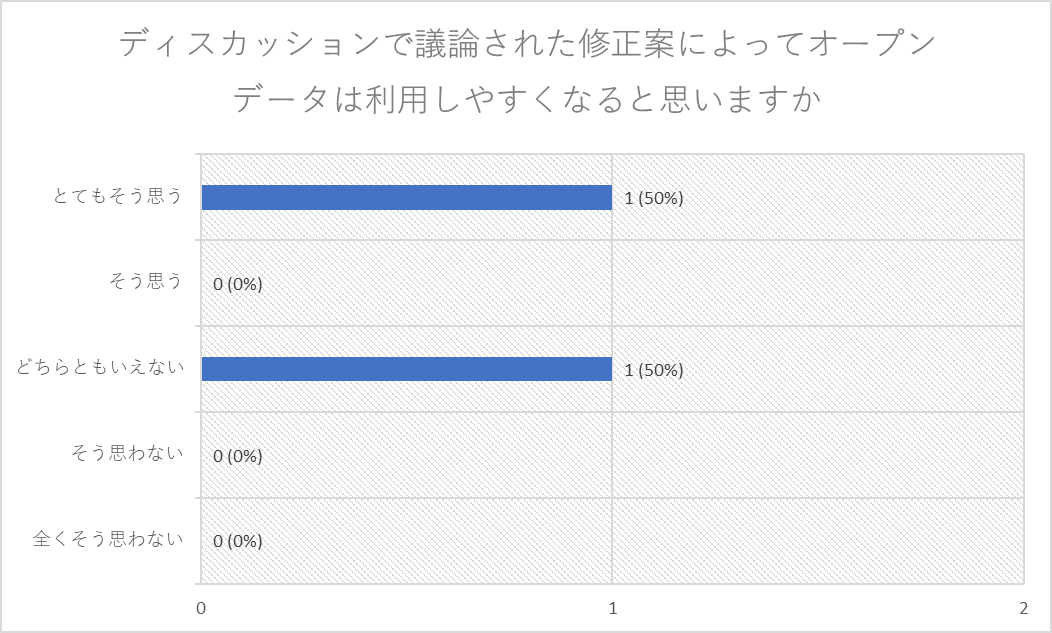 ディスカッションで議論された修正案によってオープン
データは利用しやすくなると思いますか
とてもそう思う 1 (50%)
そう思う 0 (0%)
どちらともいえない 1 (50%)
そう思わない 0 (0%)
全くそう思わない 0 (0%)
0 1 2